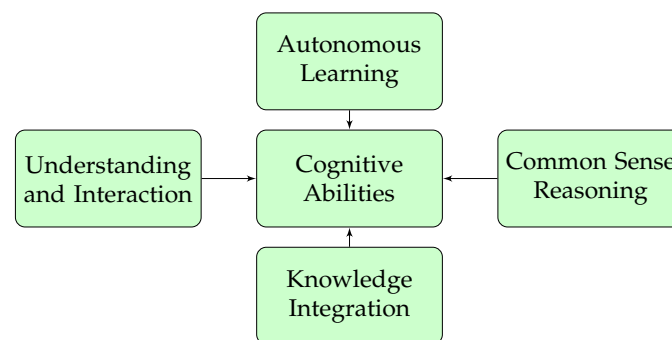 Autonomous
Learning
Understanding
and Interaction
Cognitive
Abilities
Common Sense
Reasoning
Knowledge
Integration